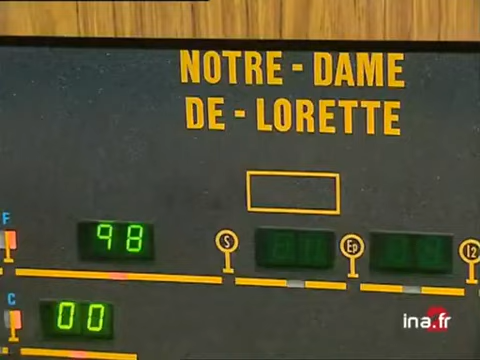 NOTRE - DAME
DE - LORETTE
F
98
S
Ep
12
C
00
ina.fr